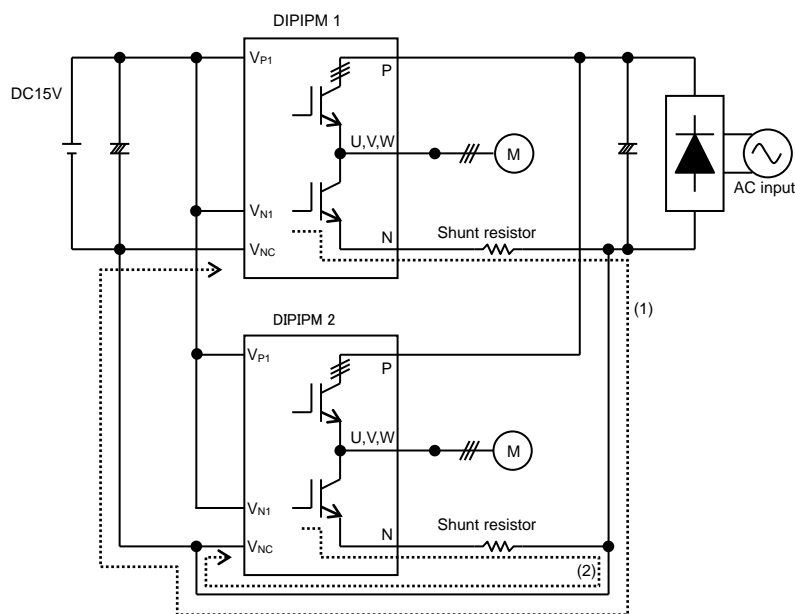 DIPIPM 1
VP1
P
DC15V
U,V,W
M
AC input
VN1
N
Shunt resistor
VNC
(1)
DIPIPM 2
VP1
P
U,V,W
M
VN1
N
Shunt resistor
VNC
(2)